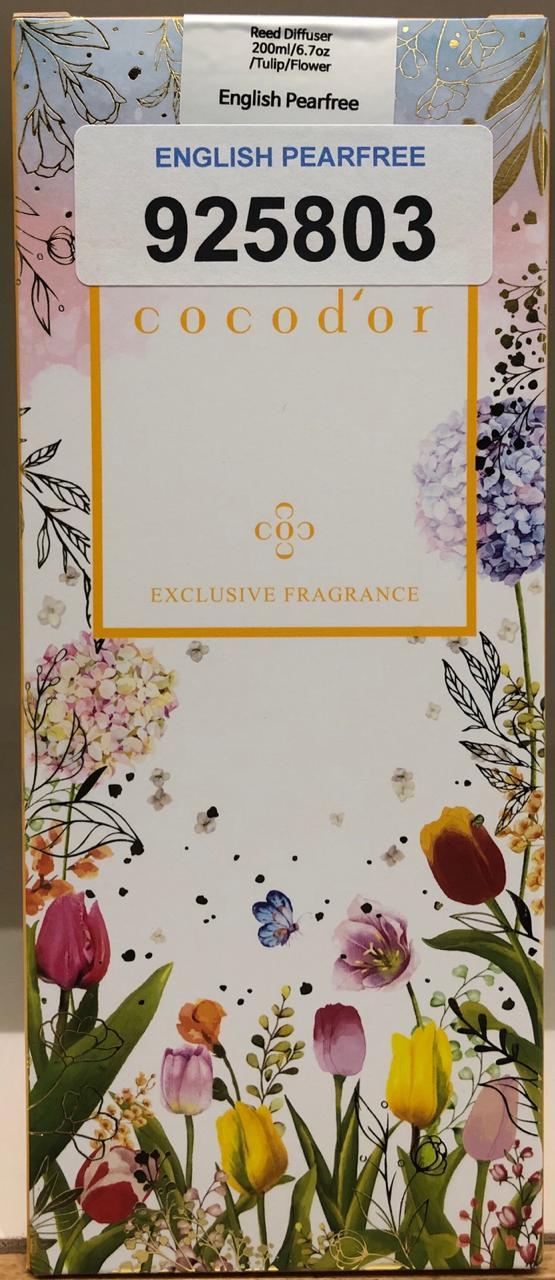 Reed Diffuser
200ml/6.7oz
/Tulip/Flower
English Pearfree
ENGLISH PEARFREE
925803
cocod'or
coc
EXCLUSIVE FRAGRANCE